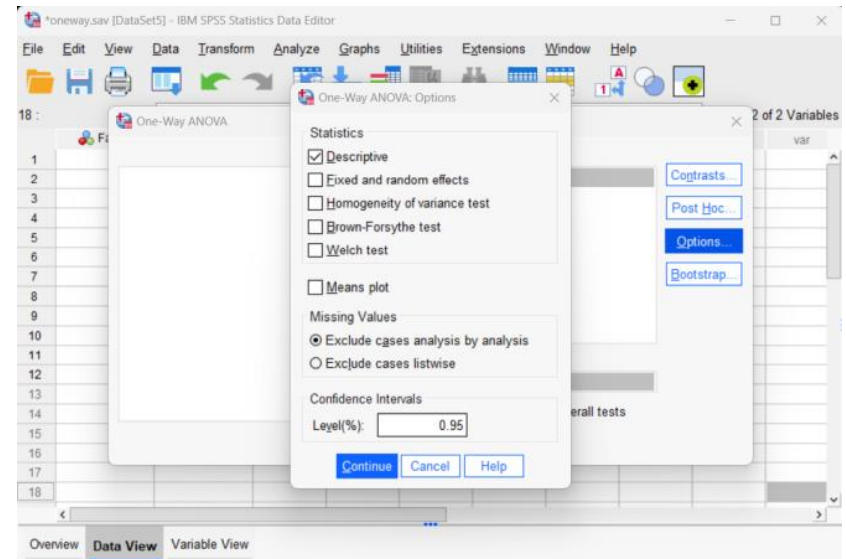 *oneway.sav [DataSet5] - IBM SPSS Statistics Data Editor
File Edit View Data Transform Analyze Graphs Utilities Extensions Window Help
18 :
2 of 2 Variables
One-Way ANOVA
Fa
var
1
2
3
4
5
6
7
8
9
10
11
12
13
14
15
16
17
18
One-Way ANOVA: Options
Statistics
Descriptive
Fixed and random effects
Homogeneity of variance test
Brown-Forsythe test
Welch test
Means plot
Missing Values
Exclude cases analysis by analysis
Exclude cases listwise
Confidence Intervals
Level(%): 0.95
Continue Cancel Help
Contrasts...
Post Hoc...
Options...
Bootstrap...
erall tests
Overview Data View Variable View